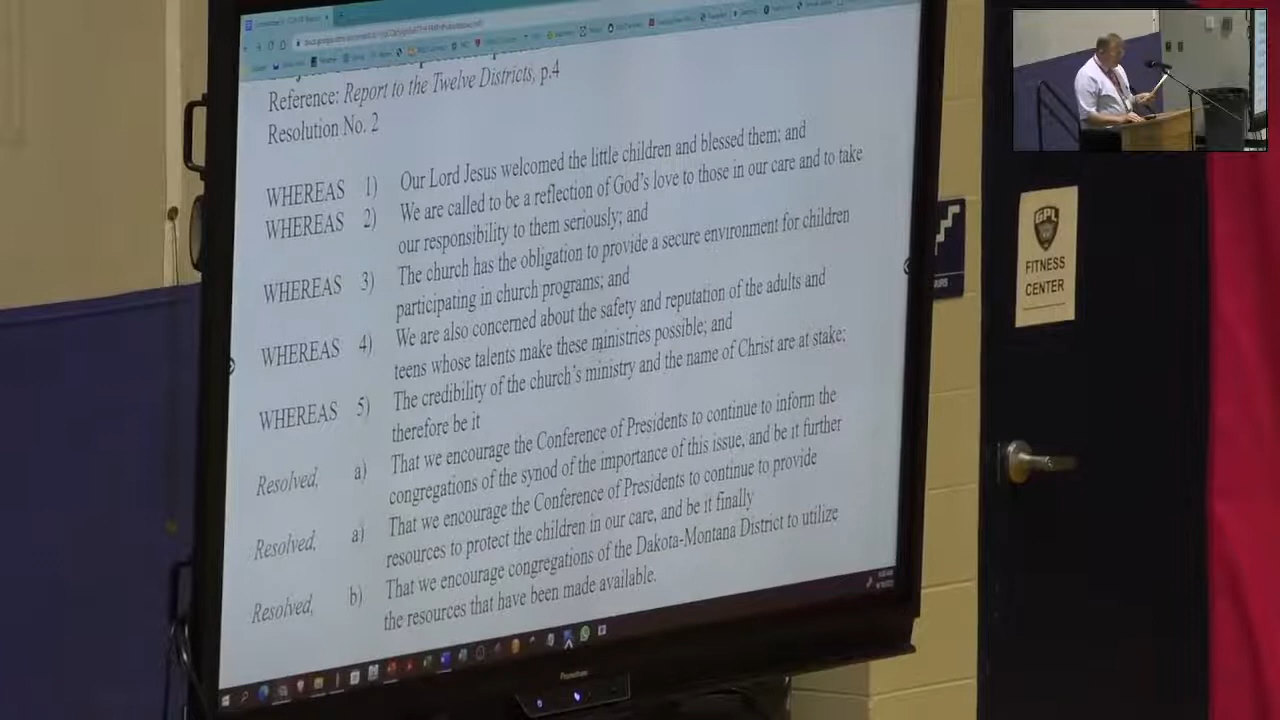 Reference: Report to the Twelve Districts, p.4
Resolution No. 2
WHEREAS 1) Our Lord Jesus welcomed the little children and blessed them; and
WHEREAS 2) We are called to be a reflection of God's love to those in our care and to take
our responsibility to them seriously; and
WHEREAS 3) The church has the obligation to provide a secure environment for children
participating in church programs; and
WHEREAS 4) We are also concerned about the safety and reputation of the adults and
teens whose talents make these ministries possible; and
WHEREAS 5) The credibility of the church's ministry and the name of Christ are at stake;
therefore be it
Resolved, a) That we encourage the Conference of Presidents to continue to inform the
congregations of the synod of the importance of this issue, and be it further
Resolved, a) That we encourage the Conference of Presidents to continue to provide
resources to protect the children in our care, and be it finally
Resolved, b) That we encourage congregations of the Dakota-Montana District to utilize
the resources that have been made available.
Promethean
GPL
FITNESS
CENTER